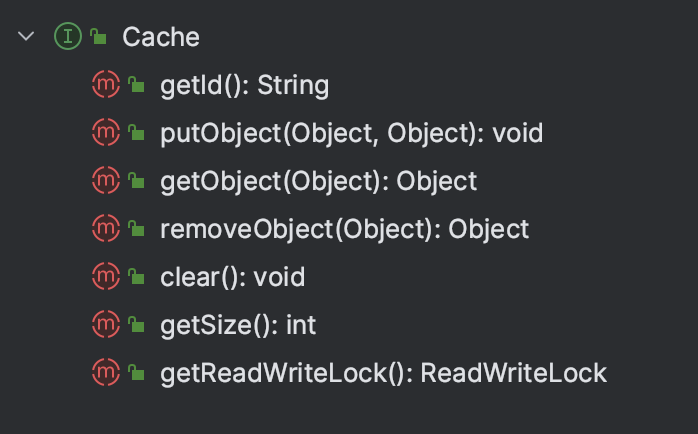 Cache
getId(): String
putObject(Object, Object): void
getObject(Object): Object
removeObject(Object): Object
clear(): void
getSize(): int
getReadWriteLock(): ReadWriteLock